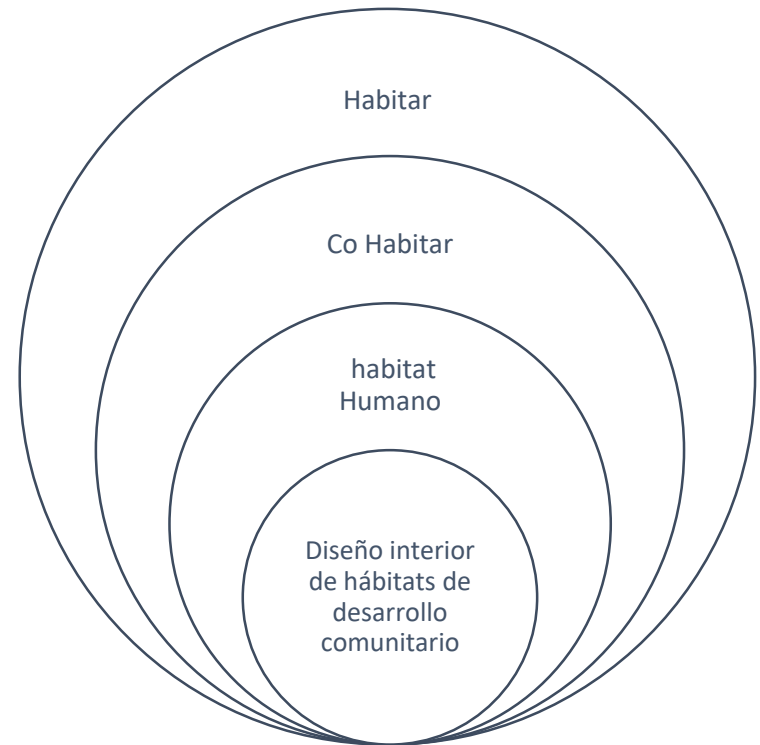 Habitar
Co Habitar
habitat
Humano
Diseño interior
de hábitats de
desarrollo
comunitario